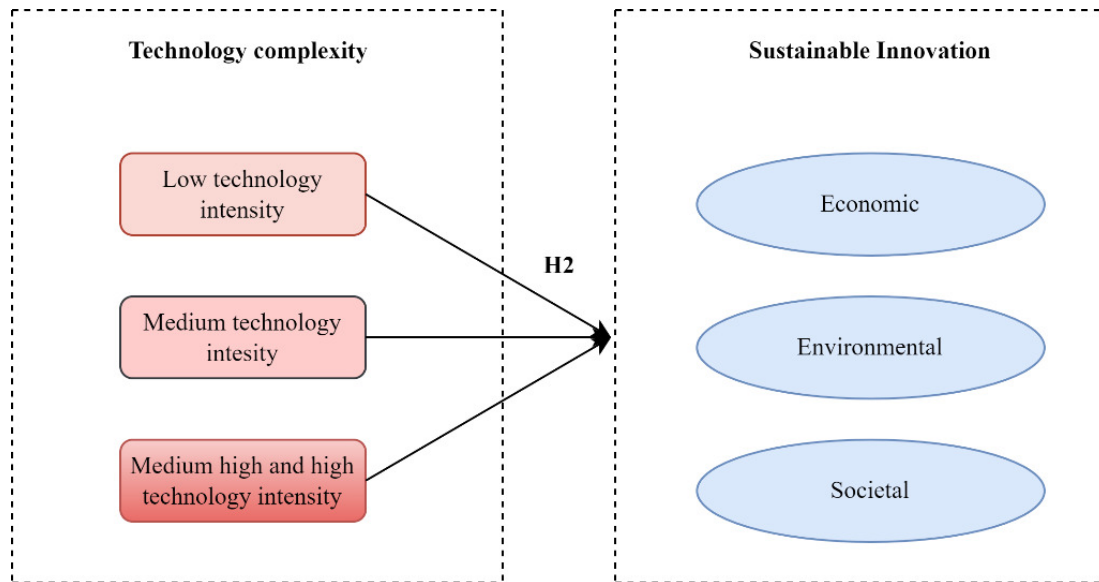 Technology complexity
Sustainable Innovation
Low technology
intensity
Economic
H2
Medium technology
intesity
Environmental
Medium high and high
technology intensity
Societal